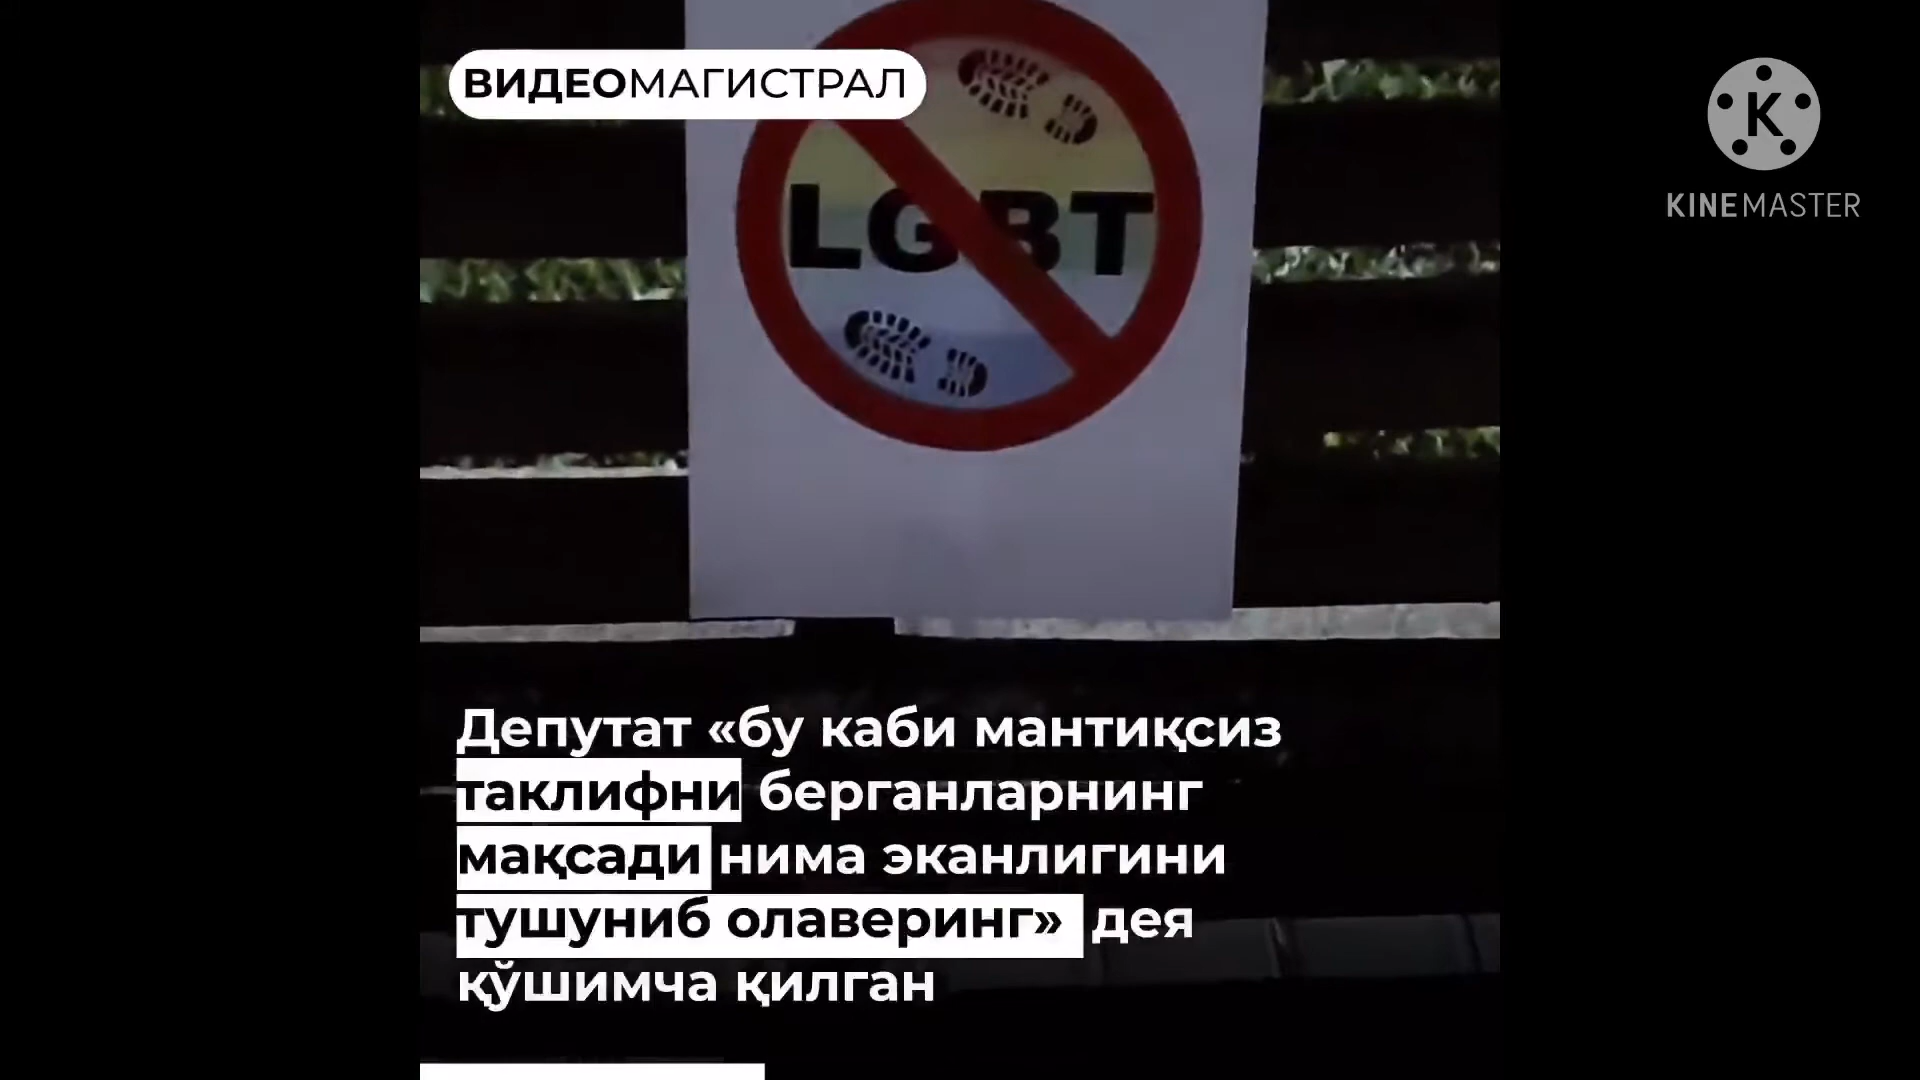 ВИДЕОМАГИСТРАЛ
LGBT
K
KINEMASTER
Депутат «бу каби мантиқсиз
таклифни берганларнинг
мақсади нима эканлигини
тушуниб олаверинг» дея
қўшимча қилган